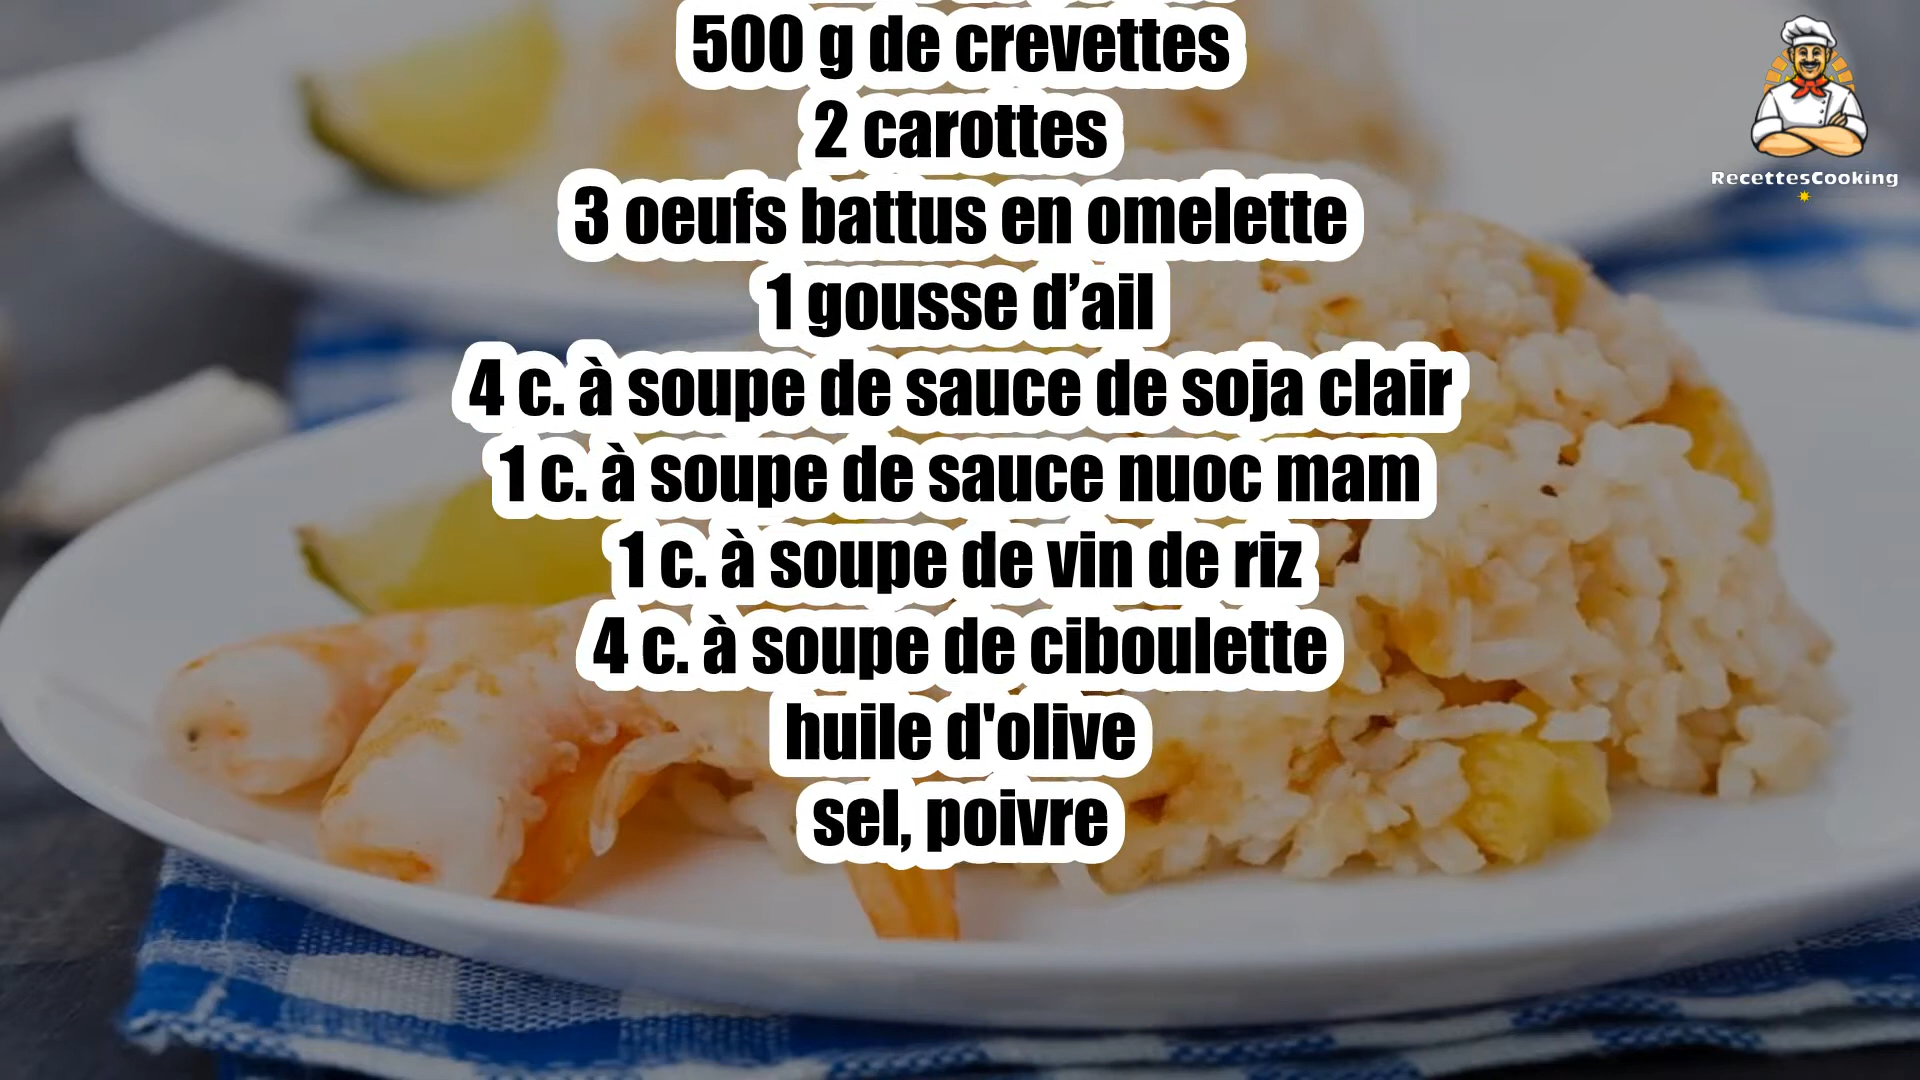 500 g de crevettes
2 carottes
3 oeufs battus en omelette
1 gousse d’ail
4 c. à soupe de sauce de soja clair
1 c. à soupe de sauce nuoc mam
1 c. à soupe de vin de riz
4 c. à soupe de ciboulette
huile d'olive
sel, poivre
RecettesCooking